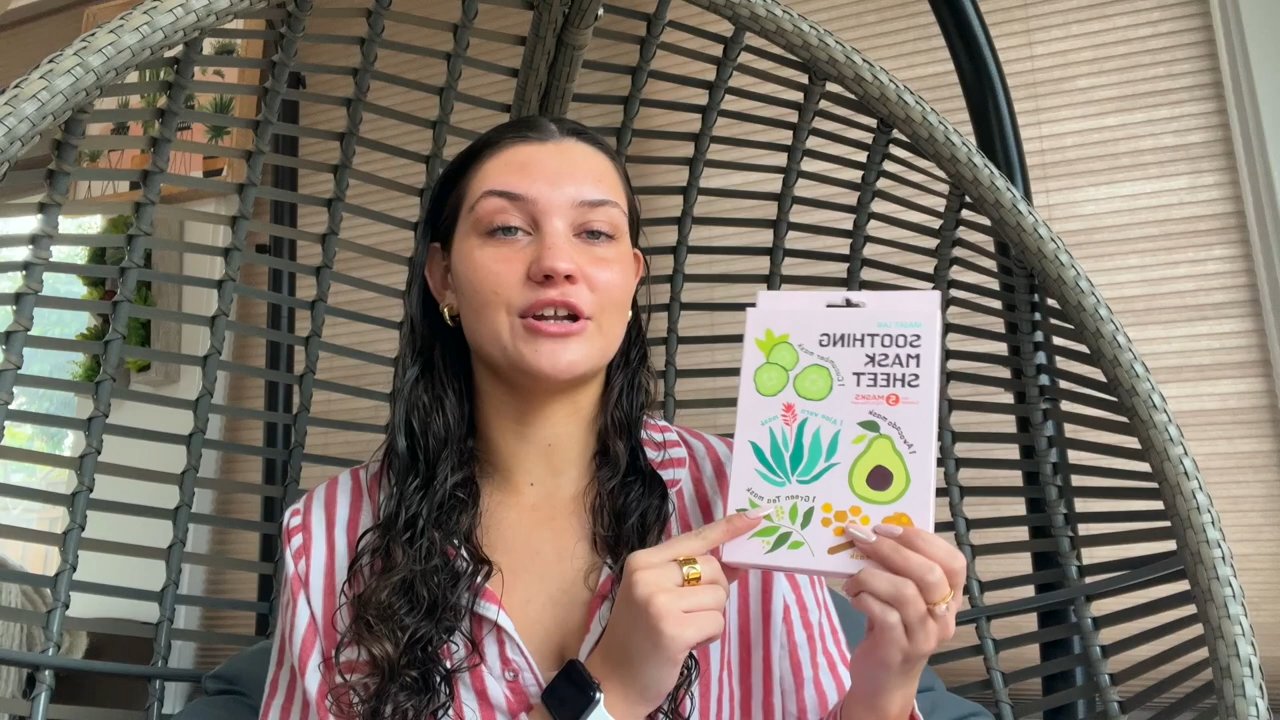 SOOTHING
MASK
SHEET
5 MASKS
1 Cucumber mask
1 Aloe vera mask
1 Avocado mask
1 Green Tea mask